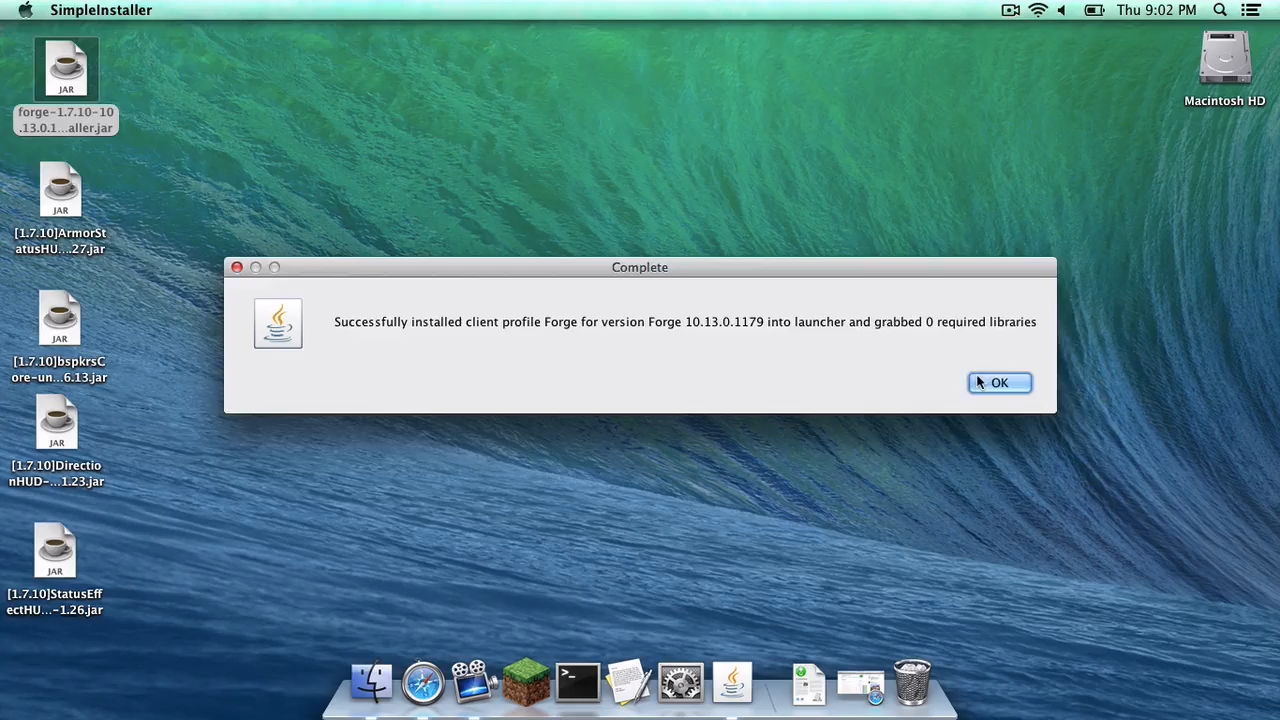 SimpleInstaller
Thu 9:02 PM
JAR
forge-1.7.10-10
.13.0.1...aller.jar
Macintosh HD
JAR
[1.7.10]ArmorSt
atusHU....27.jar
Complete
Successfully installed client profile Forge for version Forge 10.13.0.1179 into launcher and grabbed 0 required libraries
OK
JAR
[1.7.10]bspkrsC
ore-un...6.13.jar
JAR
[1.7.10]Directio
nHUD-...1.23.jar
JAR
[1.7.10]StatusEff
ectHU...-1.26.jar
>_